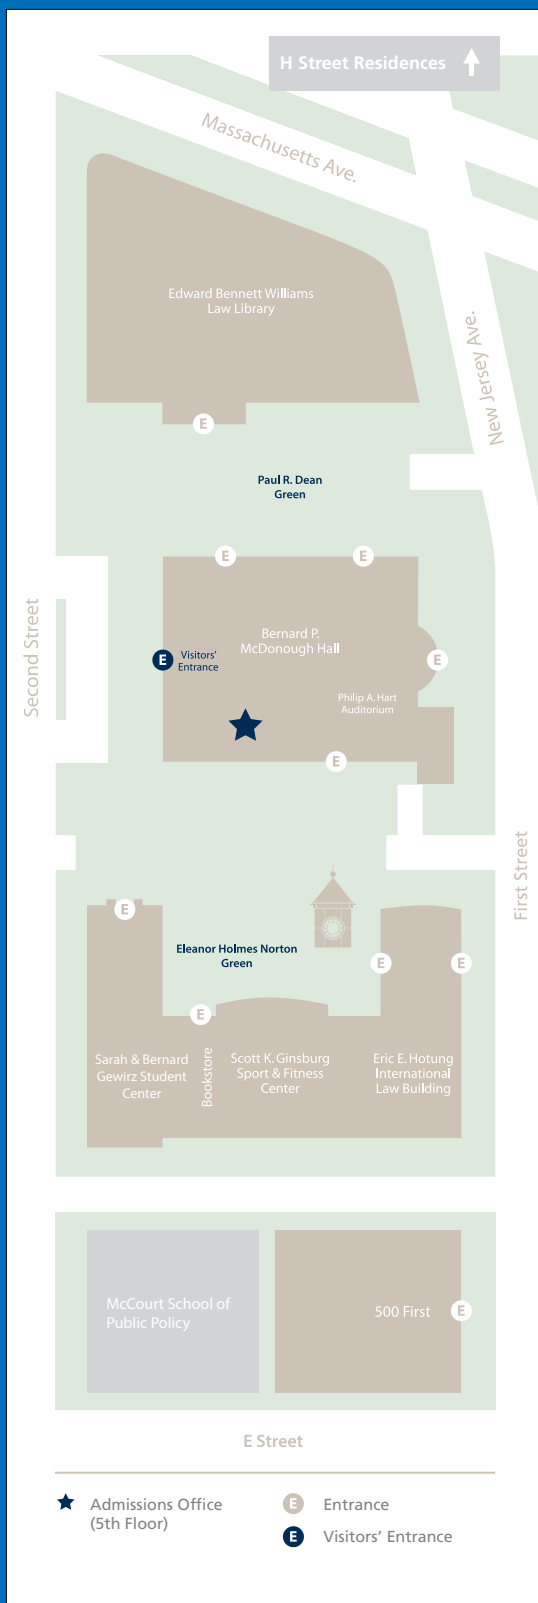 H Street Residences
Massachusetts Ave.
Edward Bennett Williams
Law Library
New Jersey Ave.
E
Paul R. Dean
Green
E
E
Bernard P.
McDonough Hall
E
Visitors'
Entrance
E
Second Street
Philip A. Hart
Auditorium
E
First Street
E
Eleanor Holmes Norton
Green
E
E
E
Sarah & Bernard
Gewirz Student
Center
Bookstore
Scott K. Ginsburg
Sport & Fitness
Center
Eric E. Hotung
International
Law Building
McCourt School of
Public Policy
500 First
E
E Street
Admissions Office
(5th Floor)
E Entrance
E Visitors' Entrance